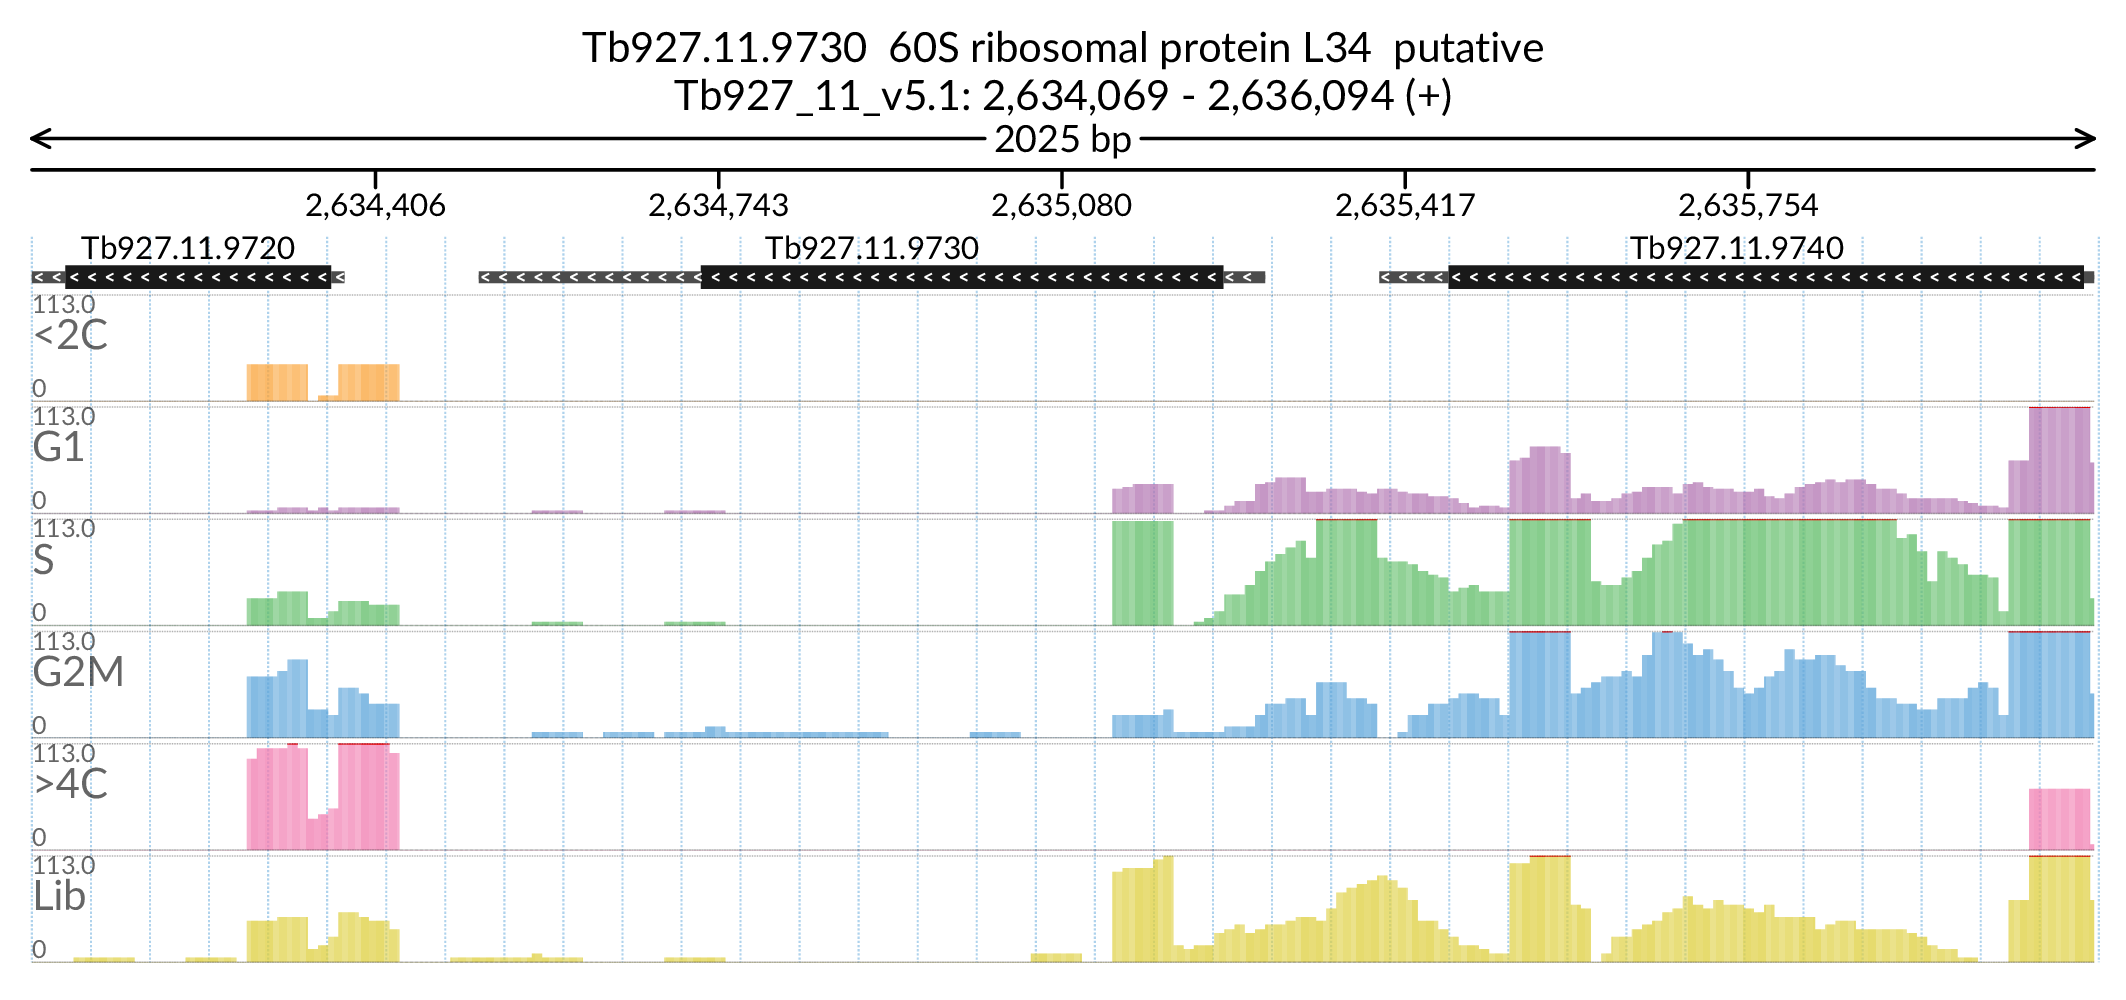 Tb927.11.9730 60S ribosomal protein L34 putative
Tb927_11_v5.1: 2,634,069 - 2,636,094 (+)
2025 bp
2,634,406 2,634,743 2,635,080 2,635,417 2,635,754
Tb927.11.9720 Tb927.11.9730 Tb927.11.9740
113.0
<2C
0
113.0
G1
0
113.0
S
0
113.0
G2M
0
113.0
>4C
0
113.0
Lib
0